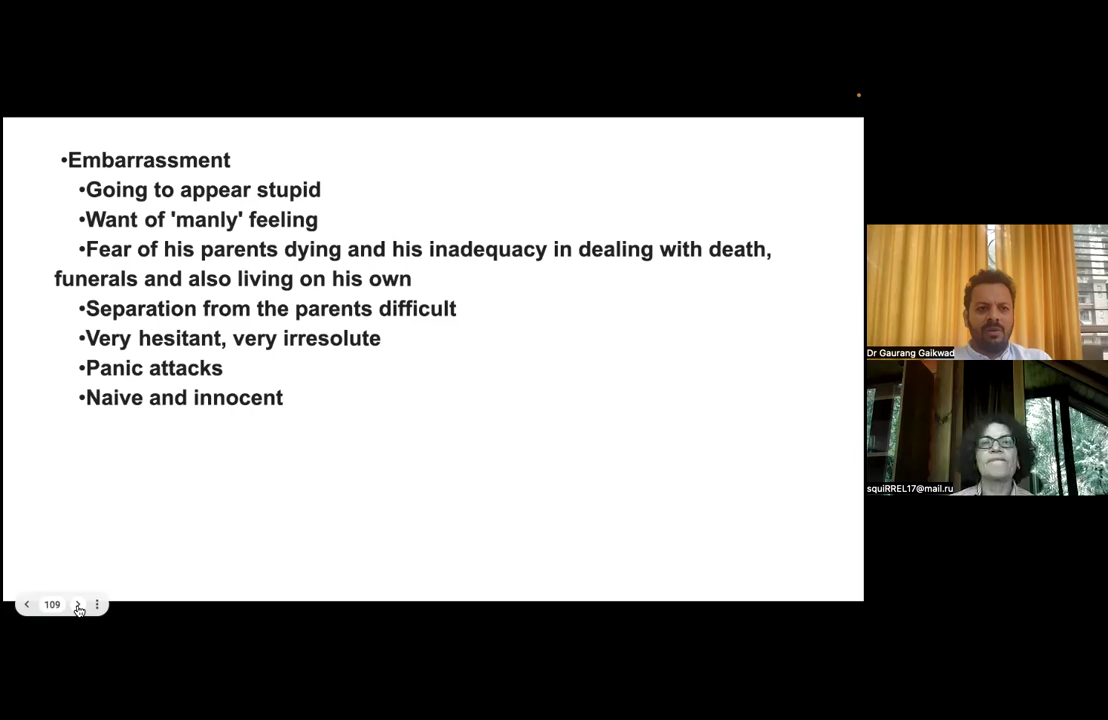 •Embarrassment
•Going to appear stupid
•Want of 'manly' feeling
•Fear of his parents dying and his inadequacy in dealing with death,
funerals and also living on his own
•Separation from the parents difficult
•Very hesitant, very irresolute
•Panic attacks
•Naive and innocent
Dr Gaurang Gaikwad
squiRREL17@mail.ru
109